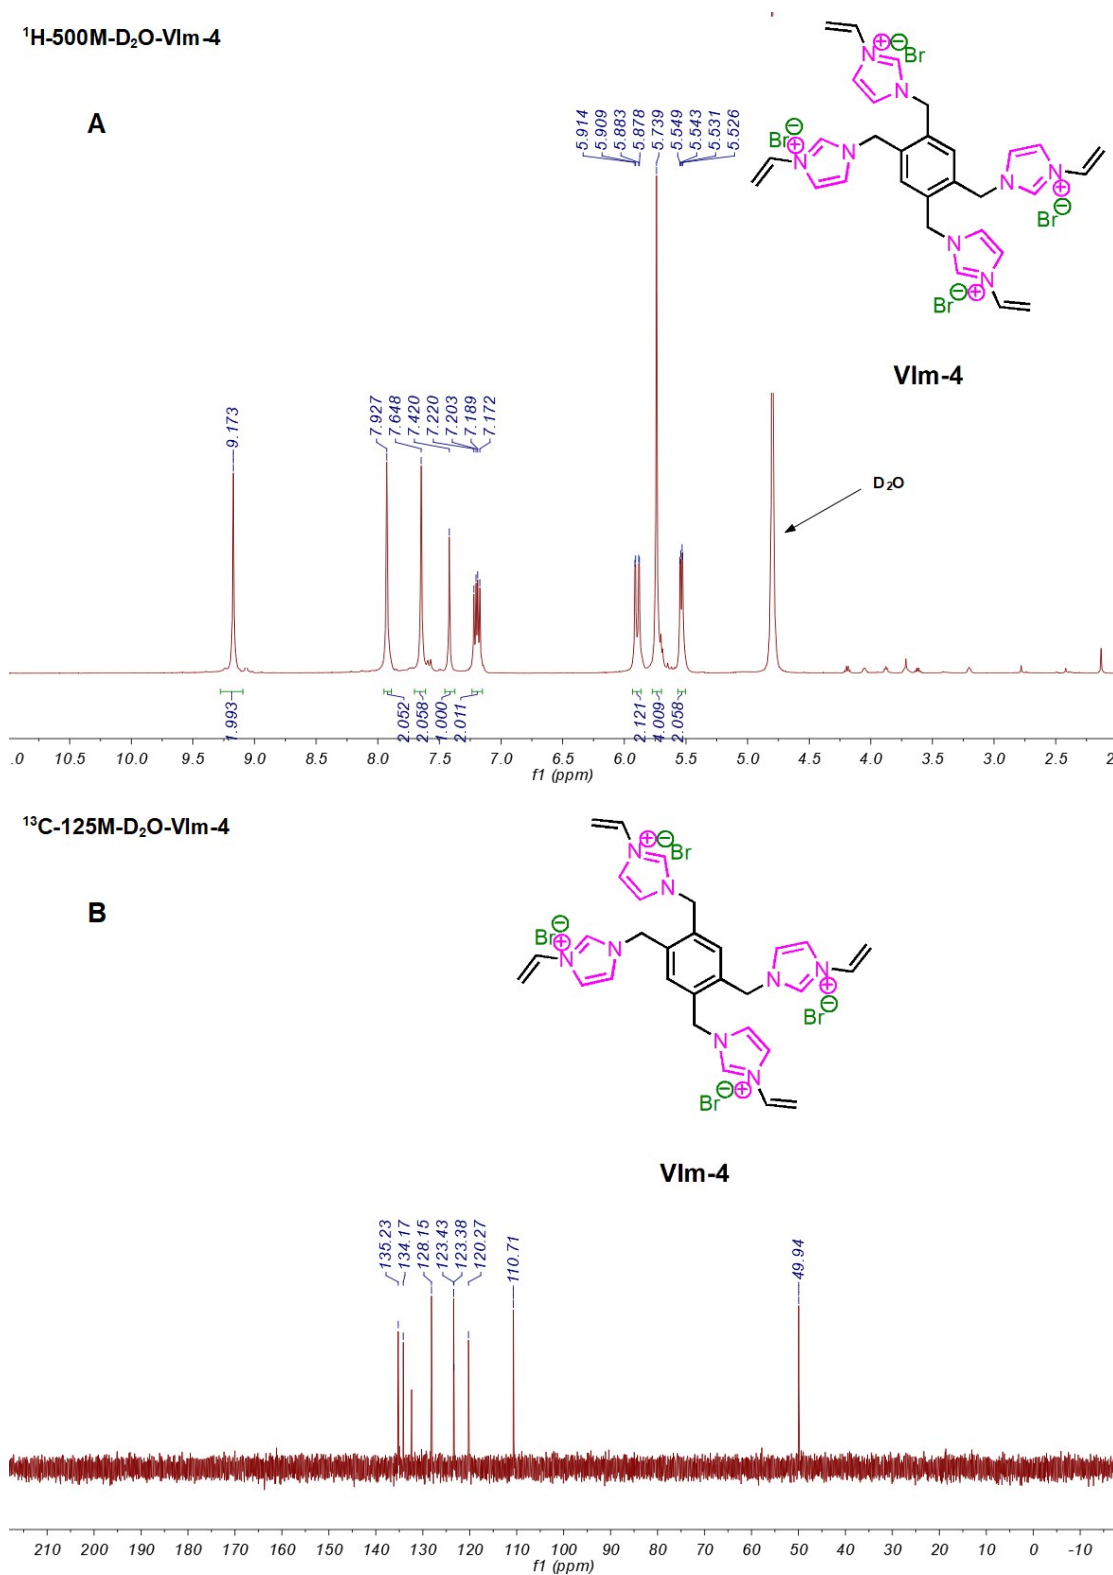 ¹H-500M-D₂O-VIm-4
A
5.914
5.909
5.883
5.878
5.739
5.549
5.543
5.531
5.526
N
⊕
⊖
Br
N
Br
⊖
N
⊕
N
N
N
⊕
Br
⊖
N
N
⊕
Br
⊖
VIm-4
9.173
7.927
7.648
7.420
7.220
7.203
7.189
7.172
D₂O
1.993
2.052
2.058
1.000
2.011
2.121
4.009
2.058
.0 10.5 10.0 9.5 9.0 8.5 8.0 7.5 7.0 6.5 6.0 5.5 5.0 4.5 4.0 3.5 3.0 2.5 2
f1 (ppm)
¹³C-125M-D₂O-VIm-4
B
N
⊕
⊖
Br
N
Br
⊖
N
⊕
N
N
N
⊕
Br
⊖
N
N
⊕
Br
⊖
VIm-4
135.23
134.17
128.15
123.43
123.38
120.27
110.71
49.94
210 200 190 180 170 160 150 140 130 120 110 100 90 80 70 60 50 40 30 20 10 0 -10
f1 (ppm)